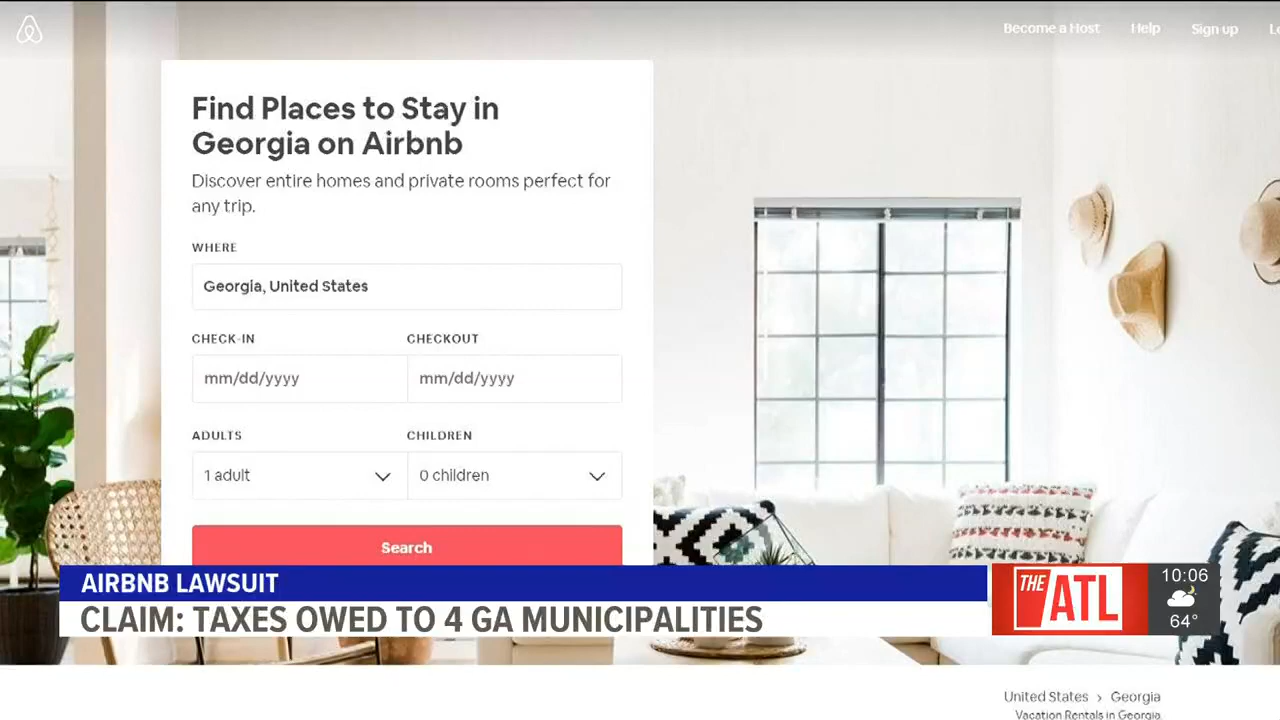 Become a Host Help Sign up
Find Places to Stay in
Georgia on Airbnb
Discover entire homes and private rooms perfect for
any trip.
WHERE
Georgia, United States
CHECK-IN CHECKOUT
mm/dd/yyyy mm/dd/yyyy
ADULTS CHILDREN
1 adult 0 children
Search
AIRBNB LAWSUIT
CLAIM: TAXES OWED TO 4 GA MUNICIPALITIES
THE ATL
10:06
64°
United States > Georgia
Vacation Rentals in Georgia